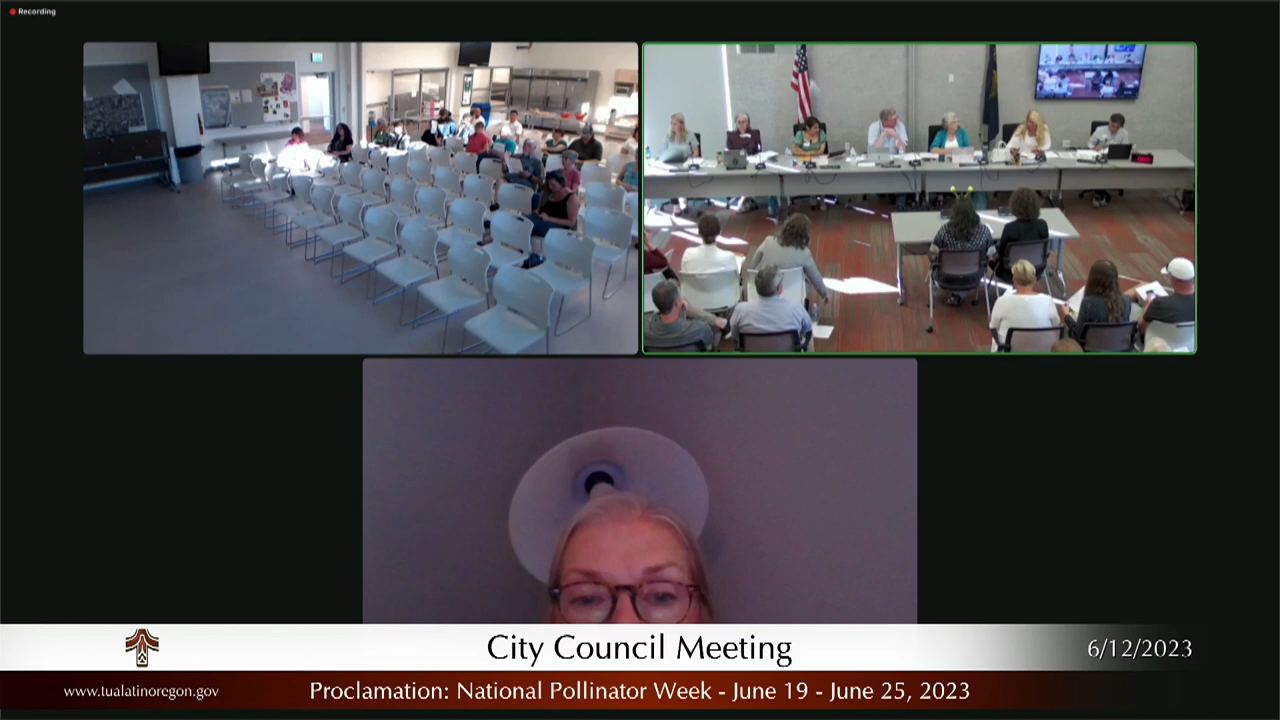 Recording
City Council Meeting
6/12/2023
www.tualatinoregon.gov
Proclamation: National Pollinator Week - June 19 - June 25, 2023